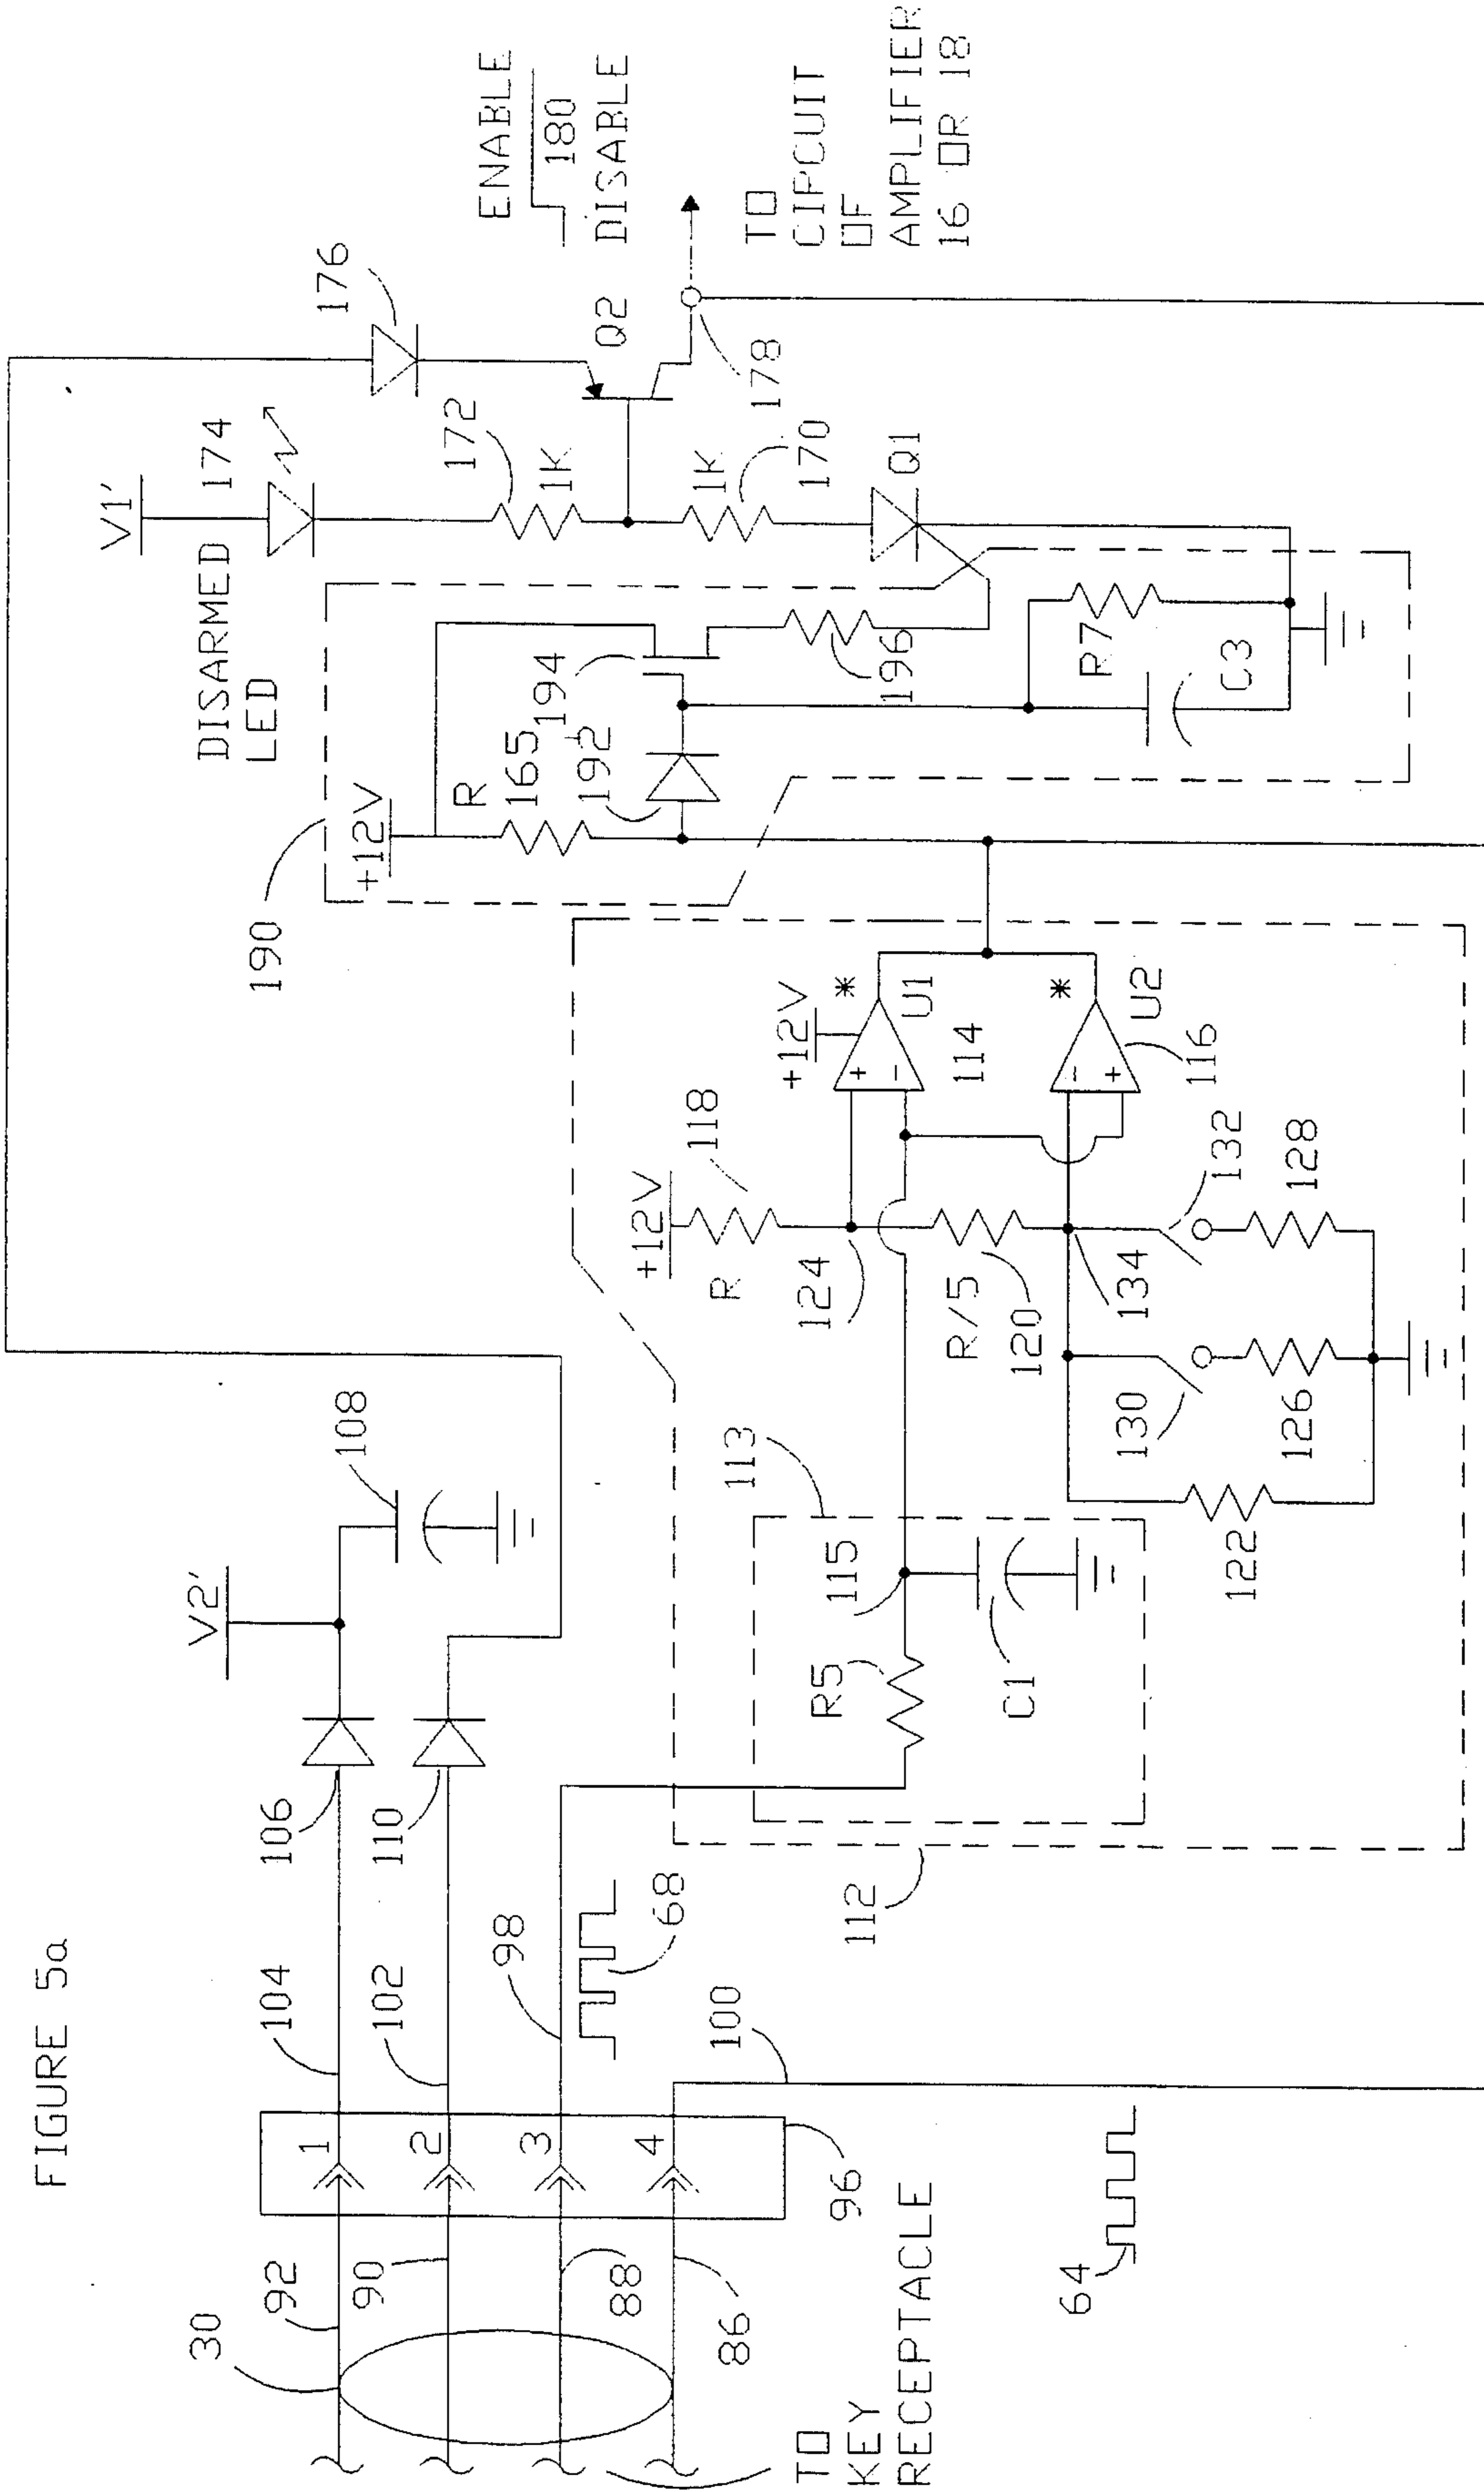 FIGURE 5a
TO
KEY
RECEPTACLE
30
92
90
88
86
96
1
2
3
4
104
102
98
100
64
68
106
110
V2'
108
112
113
R5
115
C1
+12V
R
118
124
R/5
120
134
122
130
126
132
128
+12V
*
U1
114
+
-
*
U2
116
-
+
190
+12V
R
165
192
194
196
R7
C3
DISARMED
LED
V1'
174
172
1K
1K
170
Q1
176
Q2
178
ENABLE
180
DISABLE
TO
CIPCUIT
OF
AMPLIFIER
16 OR 18